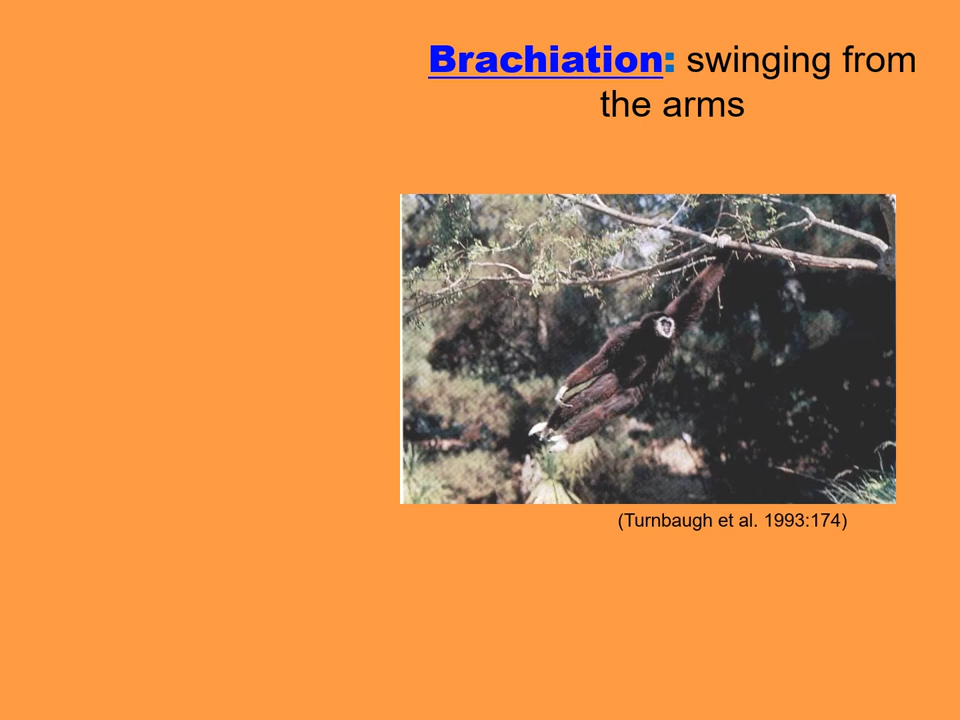 Brachiation: swinging from
the arms
(Turnbaugh et al. 1993:174)